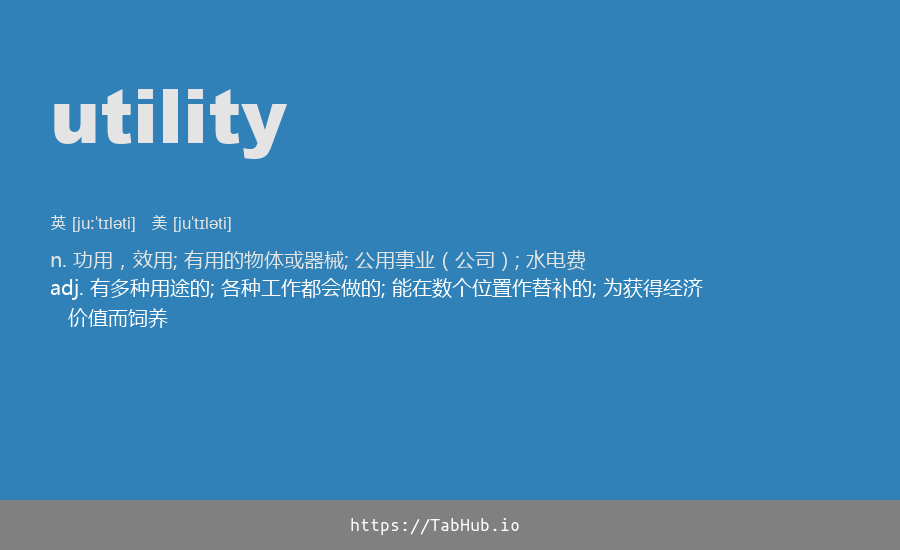 utility
英 [ju:ˈtɪləti] 美 [juˈtɪləti]
n. 功用，效用; 有用的物体或器械; 公用事业（公司）; 水电费
adj. 有多种用途的; 各种工作都会做的; 能在数个位置作替补的; 为获得经济
价值而饲养
https://TabHub.io